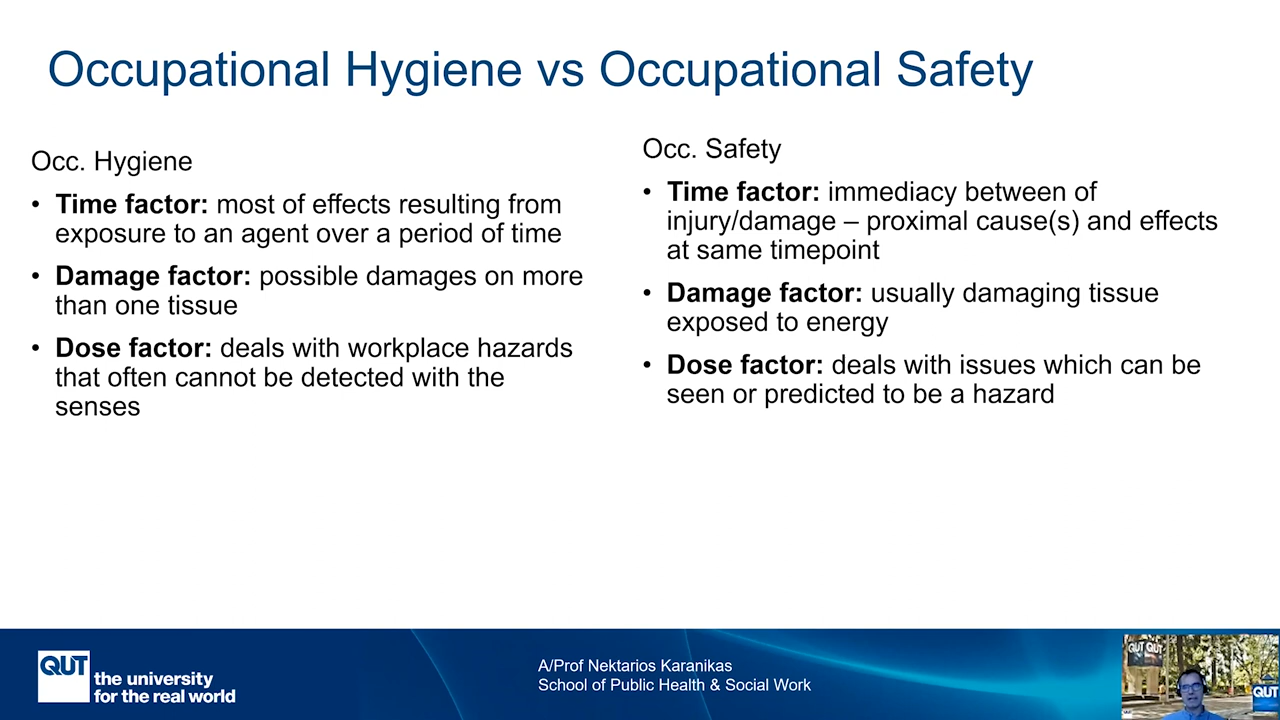 Occupational Hygiene vs Occupational Safety
Occ. Hygiene
• Time factor: most of effects resulting from
exposure to an agent over a period of time
• Damage factor: possible damages on more
than one tissue
• Dose factor: deals with workplace hazards
that often cannot be detected with the
senses
Occ. Safety
• Time factor: immediacy between of
injury/damage – proximal cause(s) and effects
at same timepoint
• Damage factor: usually damaging tissue
exposed to energy
• Dose factor: deals with issues which can be
seen or predicted to be a hazard
QUT
the university
for the real world
A/Prof Nektarios Karanikas
School of Public Health & Social Work
QUT QUT
QUT
QUT